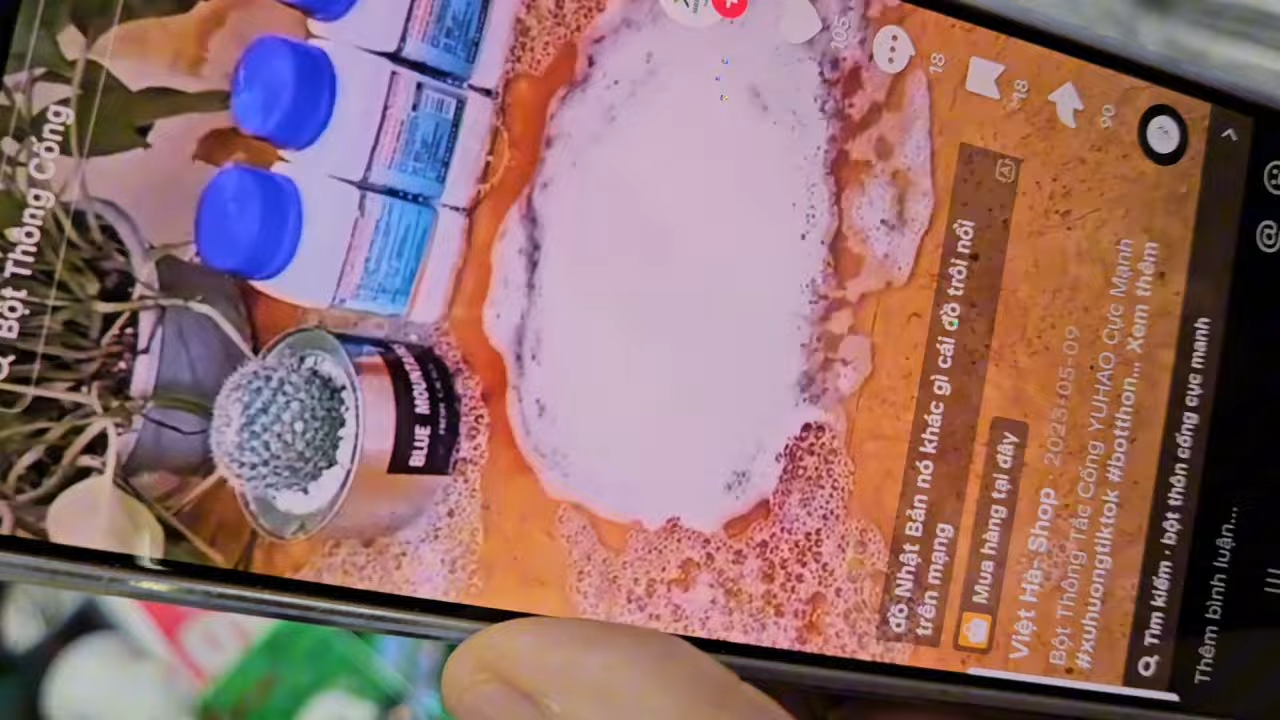 Bột Thông Cống
BLUE MOUNTAIN
105
18
18
90
đồ Nhật Bản nó khác gì cái đồ trôi nổi
trên mạng
Mua hàng tại đây
Việt Hà Shop · 2025-05-09
Bột Thông Tắc Cống YUHAO Cực Mạnh
#xuhuongtiktok #botthon... Xem thêm
Tìm kiếm · bột thôn cống cực mạnh
Thêm bình luận...
@